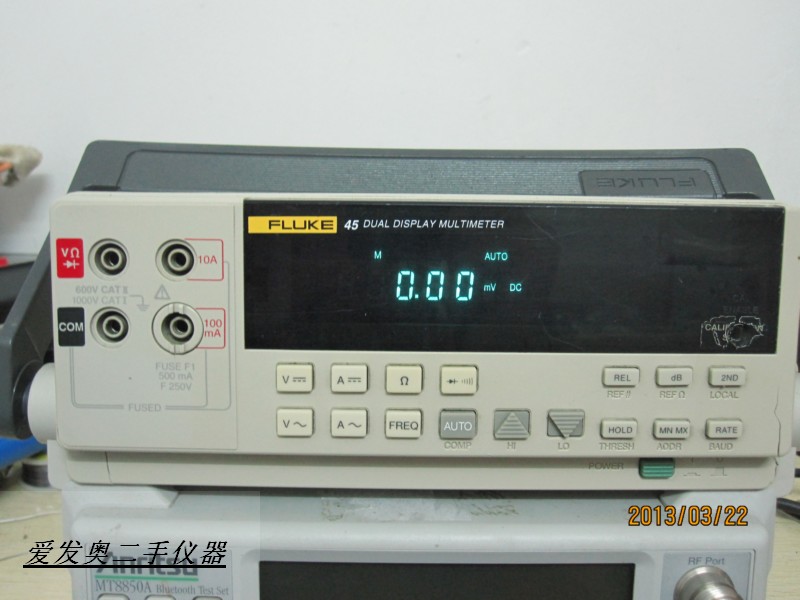 FLUKE
FLUKE 45 DUAL DISPLAY MULTIMETER
M AUTO
0.00 mV DC
VΩ
10A
600V CAT II
1000V CAT I
COM
100 mA
FUSE F1
500 mA
F 250V
FUSED
V A Ω
REL dB 2ND
REF # REF Ω LOCAL
V A FREQ AUTO
HOLD MN MX RATE
COMP HI LO THRESH ADDR BAUD
POWER
2013/03/22
爱发奥二手仪器
Anritsu
MT8850A Bluetooth Test Set
RF Port